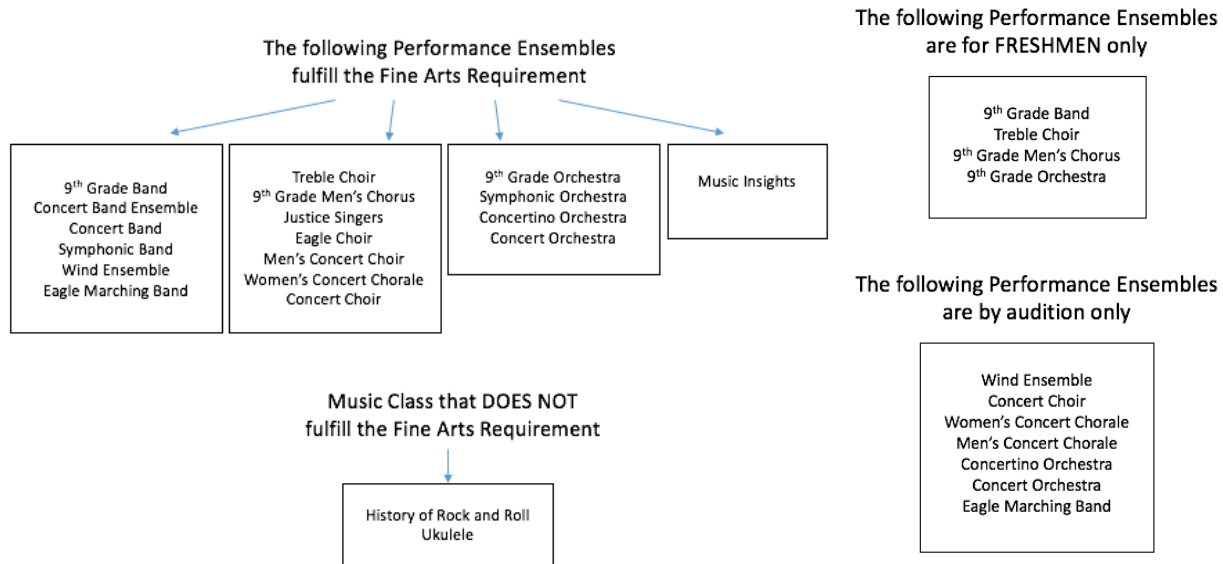 The following Performance Ensembles
fulfill the Fine Arts Requirement
9th Grade Band
Concert Band Ensemble
Concert Band
Symphonic Band
Wind Ensemble
Eagle Marching Band
Treble Choir
9th Grade Men's Chorus
Justice Singers
Eagle Choir
Men's Concert Choir
Women's Concert Chorale
Concert Choir
9th Grade Orchestra
Symphonic Orchestra
Concertino Orchestra
Concert Orchestra
Music Insights
Music Class that DOES NOT
fulfill the Fine Arts Requirement
History of Rock and Roll
Ukulele
The following Performance Ensembles
are for FRESHMEN only
9th Grade Band
Treble Choir
9th Grade Men's Chorus
9th Grade Orchestra
The following Performance Ensembles
are by audition only
Wind Ensemble
Concert Choir
Women's Concert Chorale
Men's Concert Chorale
Concertino Orchestra
Concert Orchestra
Eagle Marching Band